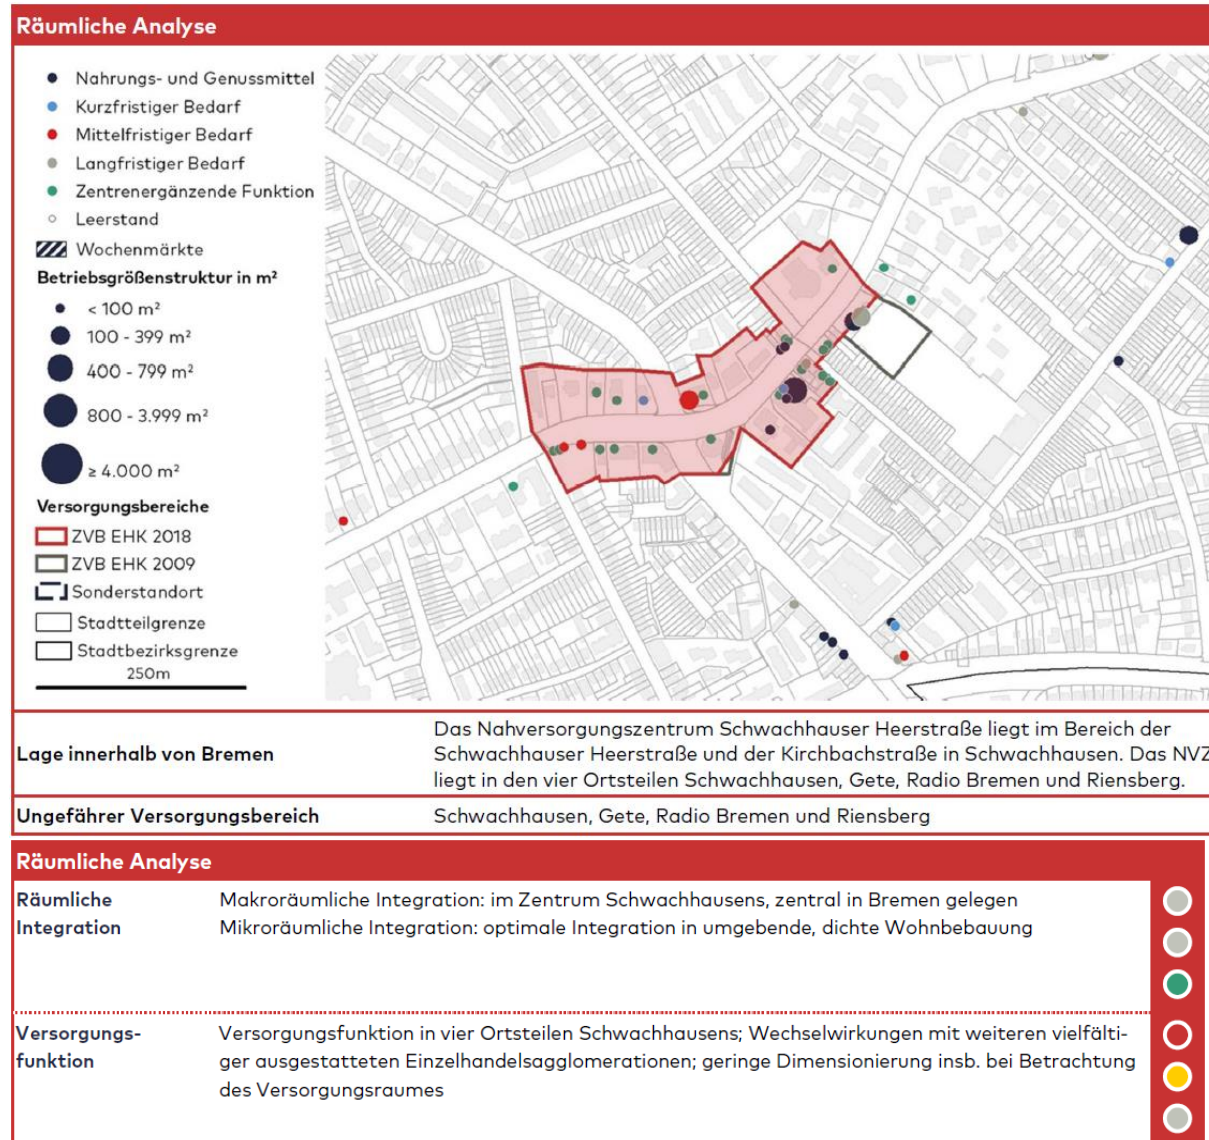 Räumliche Analyse
Nahrungs- und Genussmittel
Kurzfristiger Bedarf
Mittelfristiger Bedarf
Langfristiger Bedarf
Zentrenergänzende Funktion
Leerstand
Wochenmärkte
Betriebsgrößenstruktur in m²
< 100 m²
100 - 399 m²
400 - 799 m²
800 - 3.999 m²
≥ 4.000 m²
Versorgungsbereiche
ZVB EHK 2018
ZVB EHK 2009
Sonderstandort
Stadtteilgrenze
Stadtbezirksgrenze
250m
Lage innerhalb von Bremen
Das Nahversorgungszentrum Schwachhauser Heerstraße liegt im Bereich der
Schwachhauser Heerstraße und der Kirchbachstraße in Schwachhausen. Das NVZ
liegt in den vier Ortsteilen Schwachhausen, Gete, Radio Bremen und Riensberg.
Ungefährer Versorgungsbereich
Schwachhausen, Gete, Radio Bremen und Riensberg
Räumliche Analyse
Räumliche
Integration
Makroräumliche Integration: im Zentrum Schwachhausens, zentral in Bremen gelegen
Mikroräumliche Integration: optimale Integration in umgebende, dichte Wohnbebauung
Versorgungs-
funktion
Versorgungsfunktion in vier Ortsteilen Schwachhausens; Wechselwirkungen mit weiteren vielfälti-
ger ausgestatteten Einzelhandelsagglomerationen; geringe Dimensionierung insb. bei Betrachtung
des Versorgungsraumes